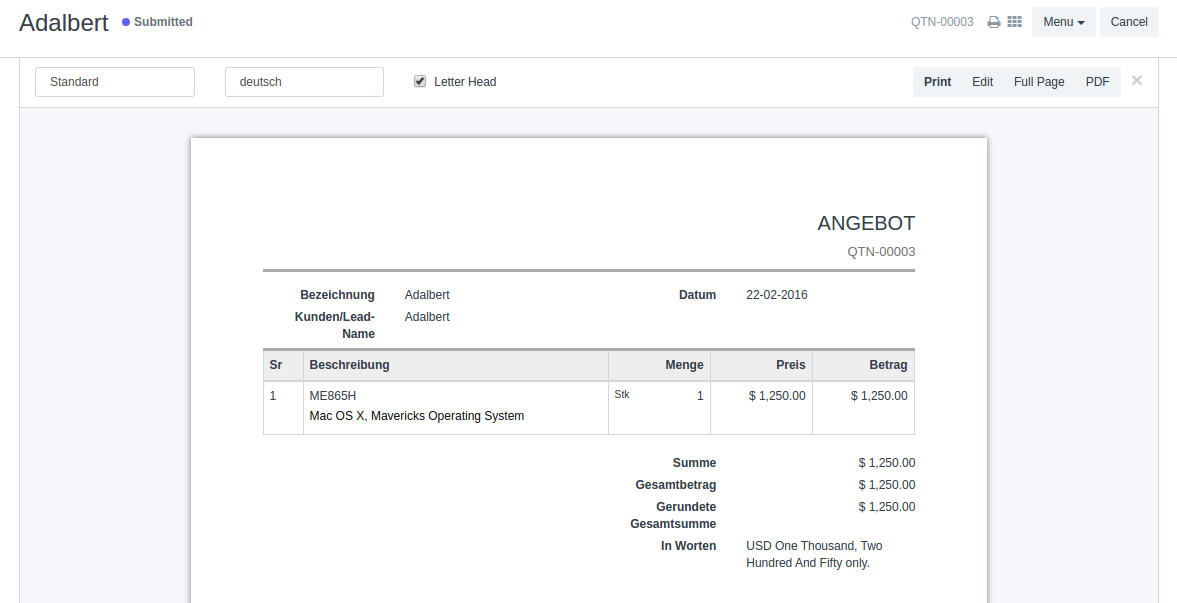 Adalbert Submitted QTN-00003 Menu Cancel
Standard deutsch Letter Head Print Edit Full Page PDF ×
ANGEBOT
QTN-00003
Bezeichnung Adalbert Datum 22-02-2016
Kunden/Lead- Adalbert
Name
Sr Beschreibung Menge Preis Betrag
1 ME865H Stk 1 $ 1,250.00 $ 1,250.00
Mac OS X, Mavericks Operating System
Summe $ 1,250.00
Gesamtbetrag $ 1,250.00
Gerundete $ 1,250.00
Gesamtsumme
In Worten USD One Thousand, Two
Hundred And Fifty only.